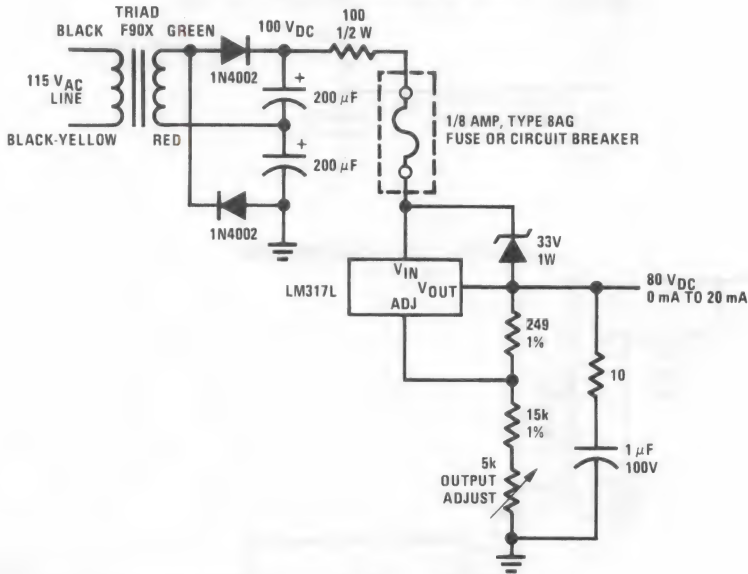 TRIAD
F90X
BLACK
GREEN
100 VDC
100
1/2 W
1N4002
115 VAC
LINE
+
200 μF
BLACK-YELLOW
RED
+
200 μF
1N4002
1/8 AMP, TYPE 8AG
FUSE OR CIRCUIT BREAKER
33V
1W
LM317L
VIN
VOUT
ADJ
80 VDC
0 mA TO 20 mA
249
1%
10
15k
1%
5k
OUTPUT
ADJUST
1 μF
100V